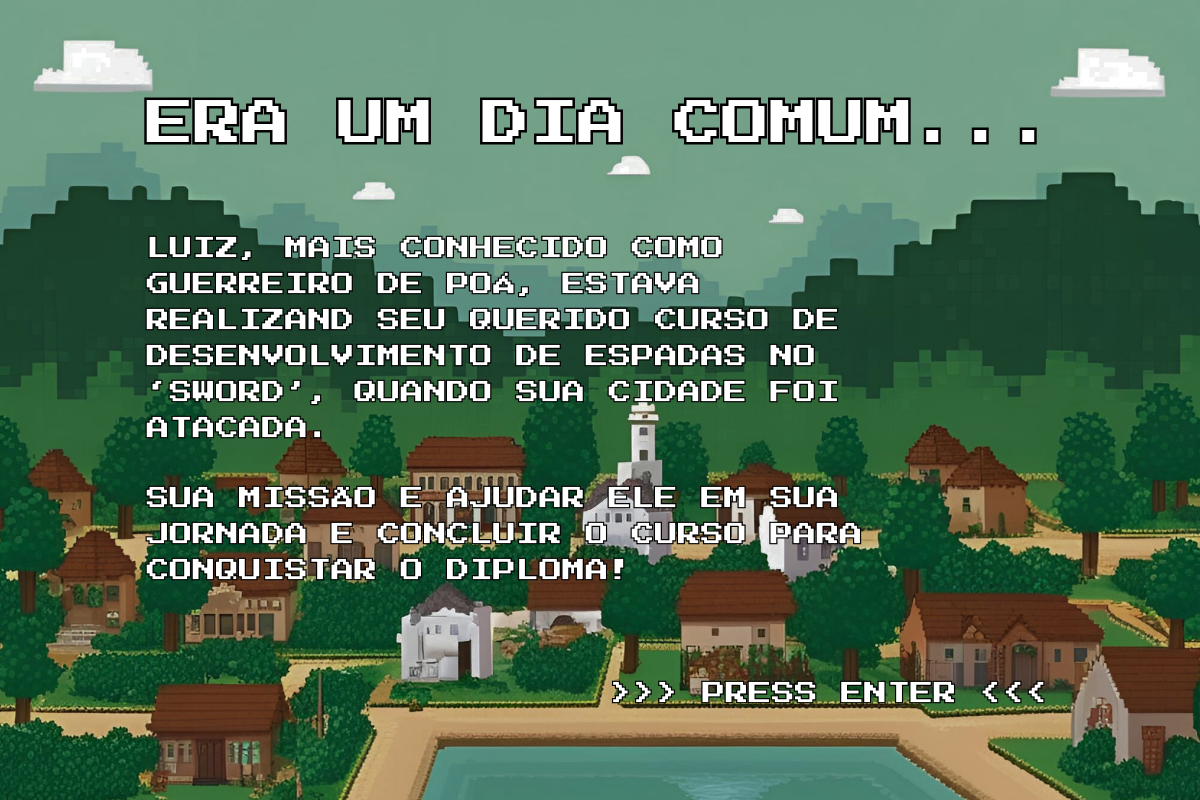 ERA UM DIA COMUM...
LUIZ, MAIS CONHECIDO COMO
GUERREIRO DE POÁ, ESTAVA
REALIZAND SEU QUERIDO CURSO DE
DESENVOLVIMENTO DE ESPADAS NO
‘SWORD’, QUANDO SUA CIDADE FOI
ATACADA.
SUA MISSÃO E AJUDAR ELE EM SUA
JORNADA E CONCLUIR O CURSO PARA
CONQUISTAR O DIPLOMA!
>>> PRESS ENTER <<<